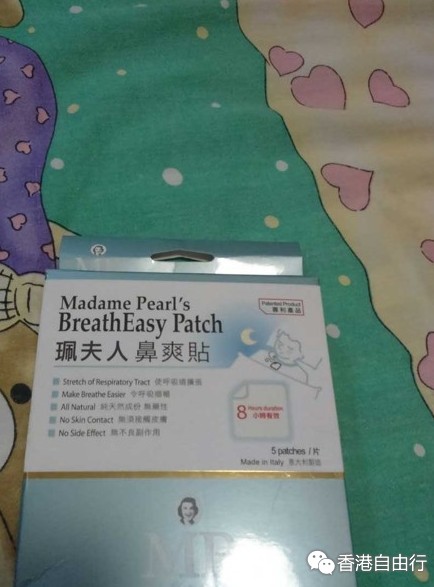 Madame Pearl's
BreathEasy Patch
珮夫人 鼻爽貼
Patented Product
專利產品
Stretch of Respiratory Tract 使呼吸道擴張
Make Breathe Easier 令呼吸順暢
All Natural 純天然成份 無藥性
No Skin Contact 無須接觸皮膚
No Side Effect 無不良副作用
8 Hours duration
小時有效
5 patches /片
Made in Italy 意大利製造
MP
香港自由行